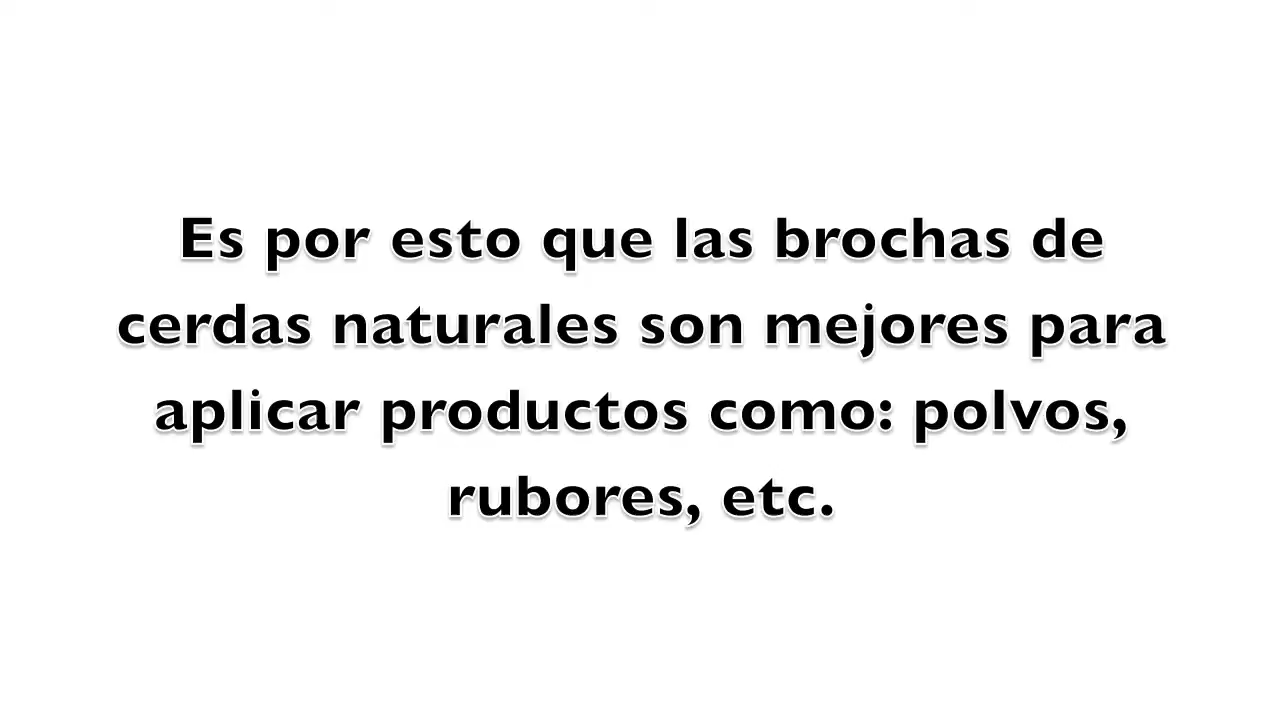 Es por esto que las brochas de
cerdas naturales son mejores para
aplicar productos como: polvos,
rubores, etc.